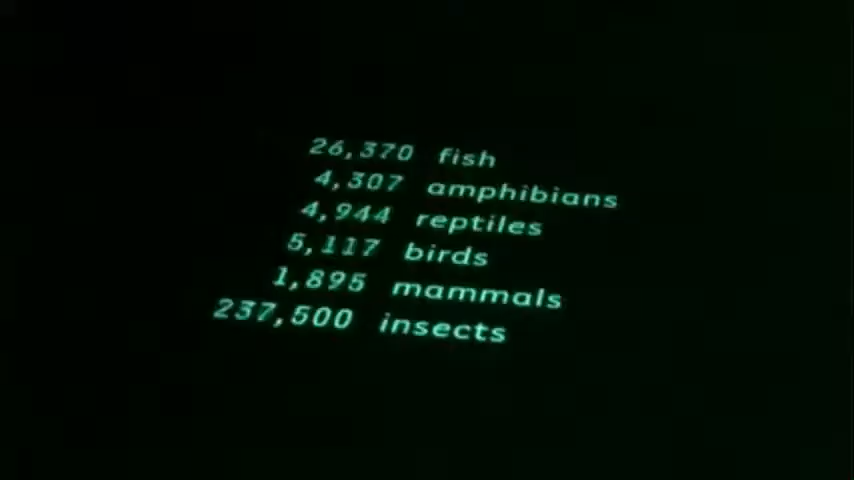 26,370 fish
4,307 amphibians
4,944 reptiles
5,117 birds
1,895 mammals
237,500 insects